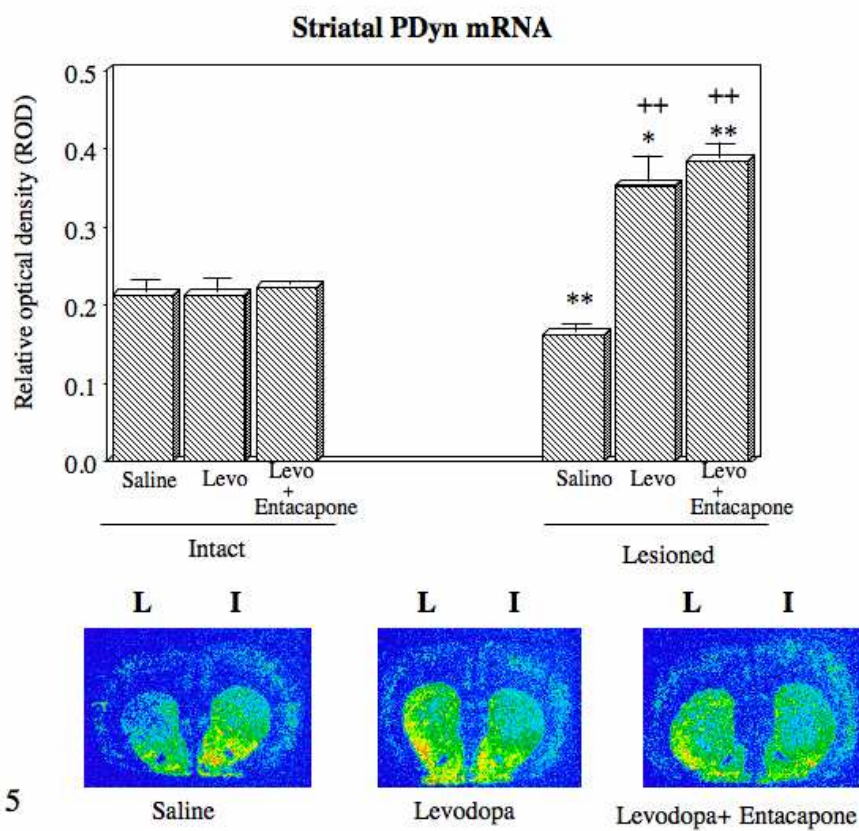 Striatal PDyn mRNA
Relative optical density (ROD)
0.5
0.4
0.3
0.2
0.1
0.0
**
++
*
++
**
Saline Levo Levo + Entacapone
Salino Levo Levo + Entacapone
Intact
Lesioned
L I L I L I
5
Saline
Levodopa
Levodopa+ Entacapone